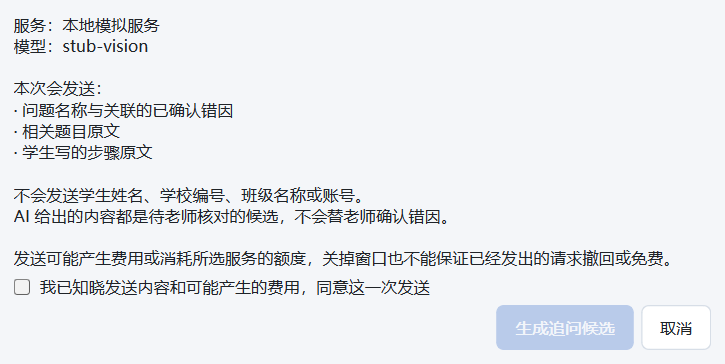 服务：本地模拟服务
模型：stub-vision
本次会发送：
· 问题名称与关联的已确认错因
· 相关题目原文
· 学生写的步骤原文
不会发送学生姓名、学校编号、班级名称或账号。
AI 给出的内容都是待老师核对的候选，不会替老师确认错因。
发送可能产生费用或消耗所选服务的额度，关掉窗口也不能保证已经发出的请求撤回或免费。
我已知晓发送内容和可能产生的费用，同意这一次发送
生成追问候选 取消